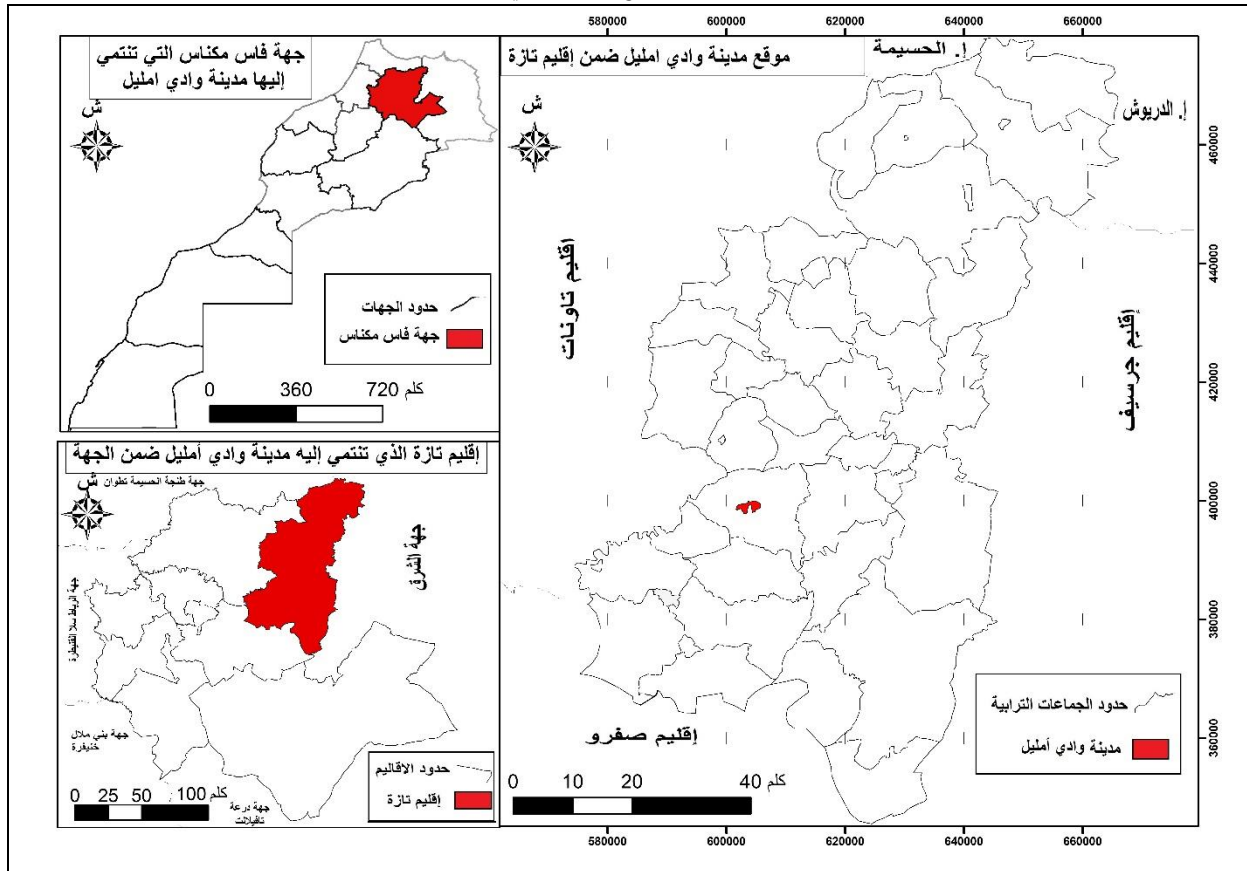 جهة فاس مكناس التي تنتمي
إليها مدينة وادي امليل
ش
حدود الجهات
جهة فاس مكناس
0 360 720 كلم
إقليم تازة الذي تنتمي إليه مدينة وادي أمليل ضمن الجهة
ش
جهة طنجة الحسيمة تطوان
جهة الشرق
جهة الرباط سلا القنيطرة
جهة بني ملال
خنيفرة
جهة درعة
تافيلالت
حدود الاقاليم
إقليم تازة
0 25 50 100 كلم
موقع مدينة وادي امليل ضمن إقليم تازة
ش
580000 600000 620000 640000 660000
إ. الحسيمة
إ. الدريوش
إقليم تاونات
إقليم جرسيف
إقليم صفرو
460000
440000
420000
400000
380000
360000
حدود الجماعات الترابية
مدينة وادي أمليل
0 10 20 40 كلم
580000 600000 620000 640000 660000